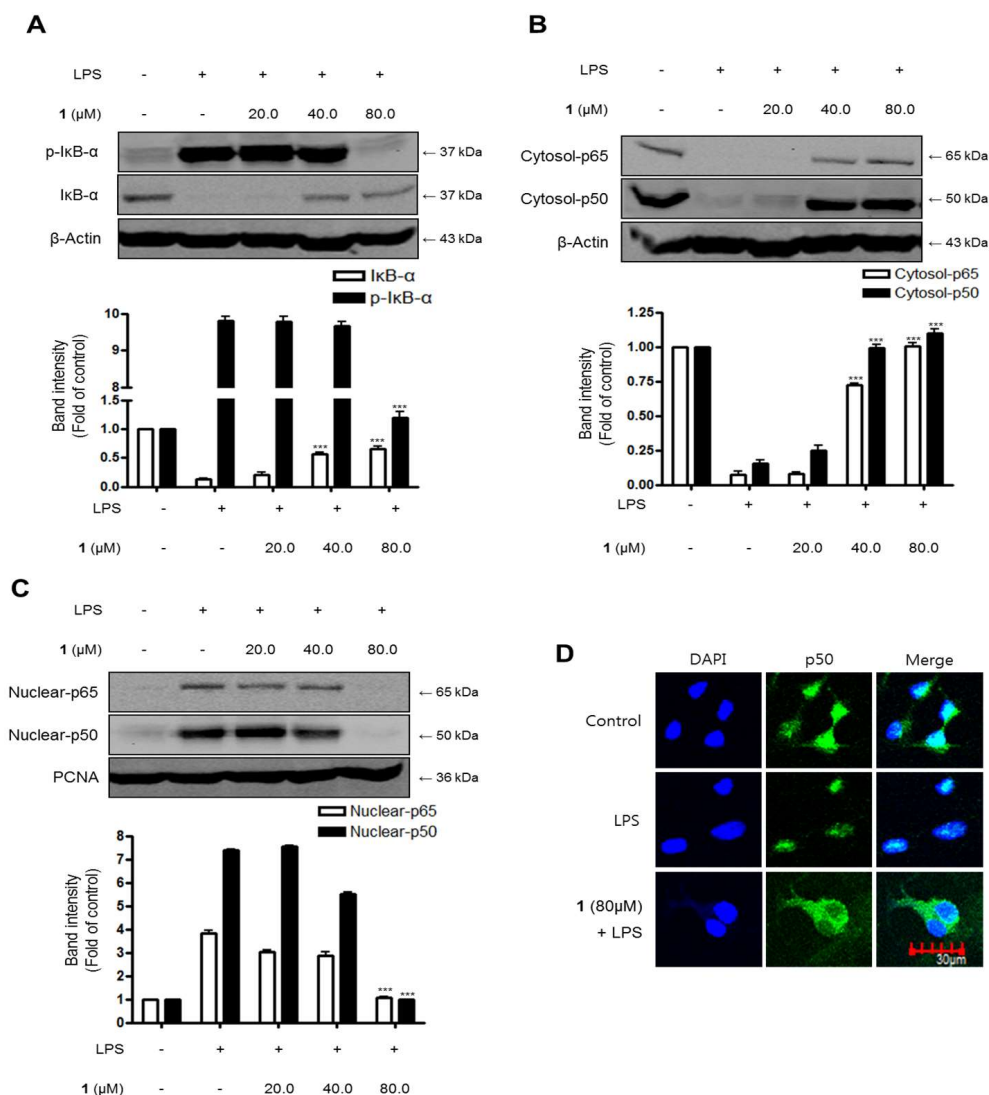 A
LPS - + + + +
1 (μM) - - 20.0 40.0 80.0
p-IκB-α ← 37 kDa
IκB-α ← 37 kDa
β-Actin ← 43 kDa
IκB-α
p-IκB-α
Band intensity
(Fold of control)
10
9
8
1.5
1.0
0.5
0.0
*** *** ***
LPS - + + + +
1 (μM) - - 20.0 40.0 80.0
B
LPS - + + + +
1 (μM) - - 20.0 40.0 80.0
Cytosol-p65 ← 65 kDa
Cytosol-p50 ← 50 kDa
β-Actin ← 43 kDa
Cytosol-p65
Cytosol-p50
Band intensity
(Fold of control)
1.25
1.00
0.75
0.50
0.25
0.00
*** *** *** ***
LPS - + + + +
1 (μM) - - 20.0 40.0 80.0
C
LPS - + + + +
1 (μM) - - 20.0 40.0 80.0
Nuclear-p65 ← 65 kDa
Nuclear-p50 ← 50 kDa
PCNA ← 36 kDa
Nuclear-p65
Nuclear-p50
Band intensity
(Fold of control)
8
7
6
5
4
3
2
1
0
*** ***
LPS - + + + +
1 (μM) - - 20.0 40.0 80.0
D
DAPI p50 Merge
Control
LPS
1 (80μM)
+ LPS
30μm